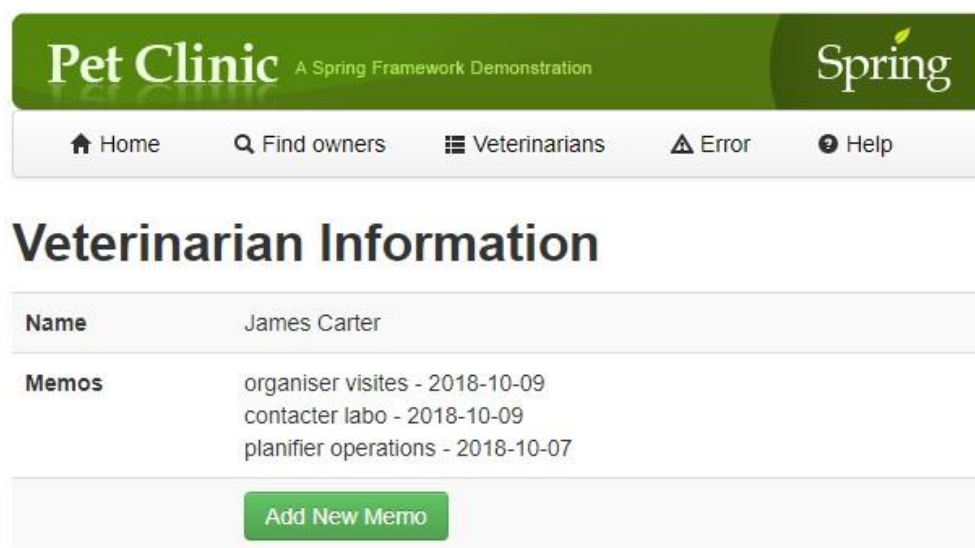 Pet Clinic A Spring Framework Demonstration Spring
Home Find owners Veterinarians Error Help
Veterinarian Information
Name James Carter
Memos organiser visites - 2018-10-09
contacter labo - 2018-10-09
planifier operations - 2018-10-07
Add New Memo